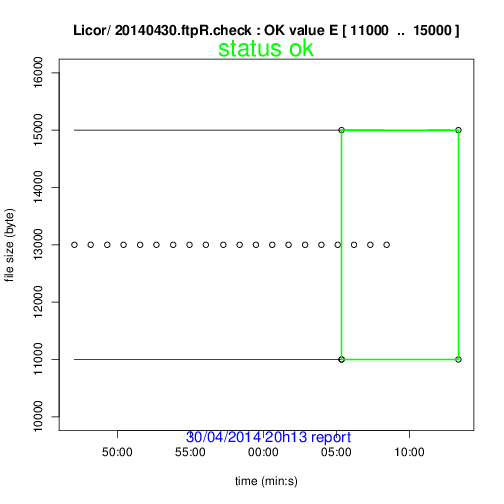 Licor/ 20140430.ftpR.check : OK value E [ 11000 .. 15000 ]
status ok
16000
15000
14000
13000
12000
11000
10000
file size (byte)
30/04/2014 20h13 report
50:00 55:00 00:00 05:00 10:00
time (min:s)